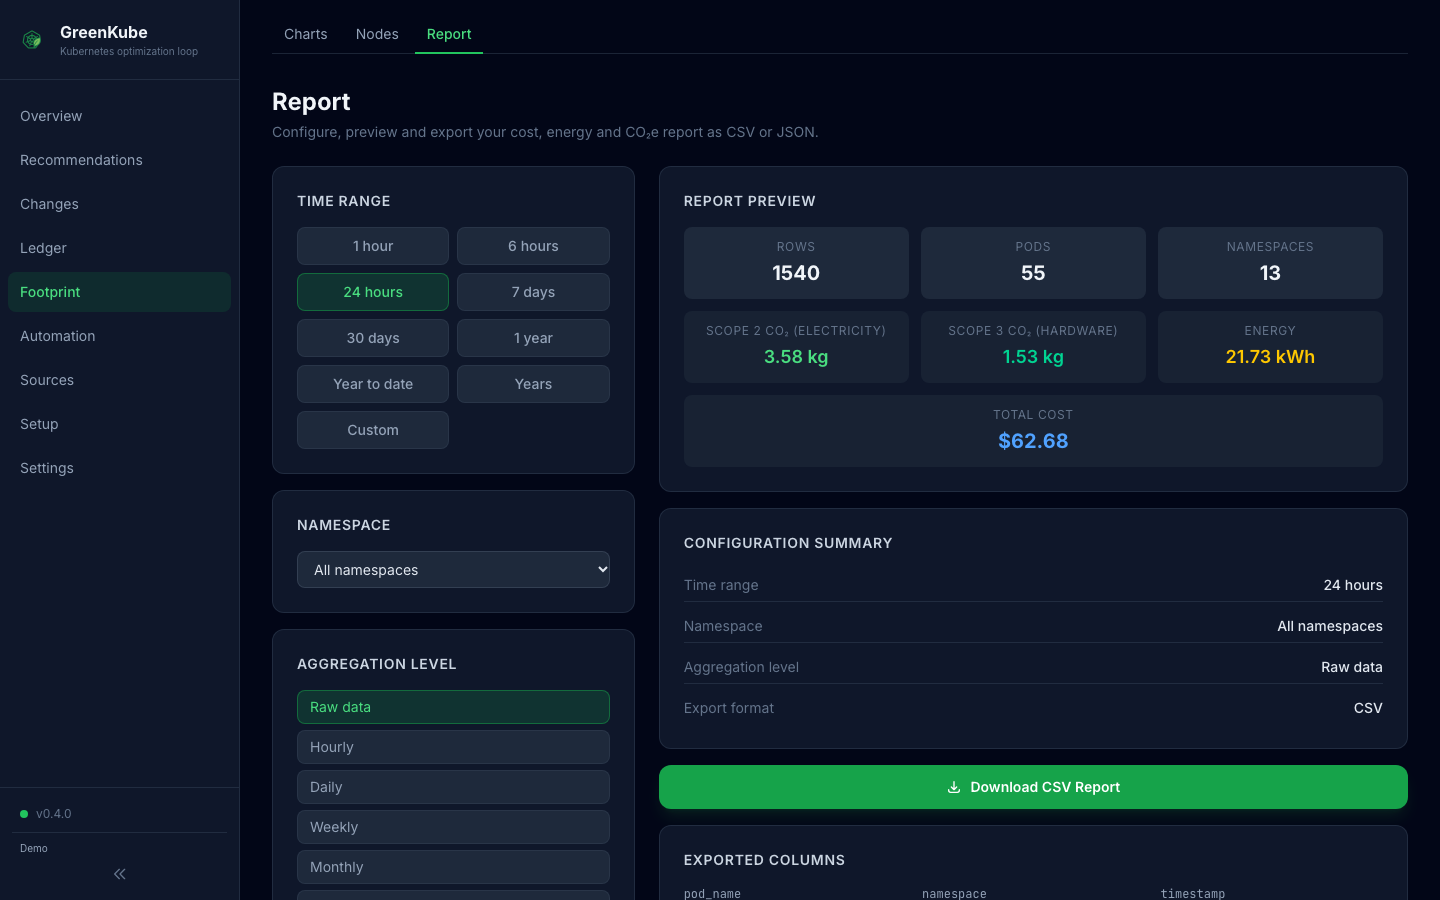 GreenKube
Kubernetes optimization loop
Overview
Recommendations
Changes
Ledger
Footprint
Automation
Sources
Setup
Settings
v0.4.0
Demo
Charts
Nodes
Report
Report
Configure, preview and export your cost, energy and CO₂e report as CSV or JSON.
TIME RANGE
1 hour
6 hours
24 hours
7 days
30 days
1 year
Year to date
Years
Custom
NAMESPACE
All namespaces
AGGREGATION LEVEL
Raw data
Hourly
Daily
Weekly
Monthly
REPORT PREVIEW
ROWS
1540
PODS
55
NAMESPACES
13
SCOPE 2 CO₂ (ELECTRICITY)
3.58 kg
SCOPE 3 CO₂ (HARDWARE)
1.53 kg
ENERGY
21.73 kWh
TOTAL COST
$62.68
CONFIGURATION SUMMARY
Time range
24 hours
Namespace
All namespaces
Aggregation level
Raw data
Export format
CSV
Download CSV Report
EXPORTED COLUMNS
pod_name
namespace
timestamp